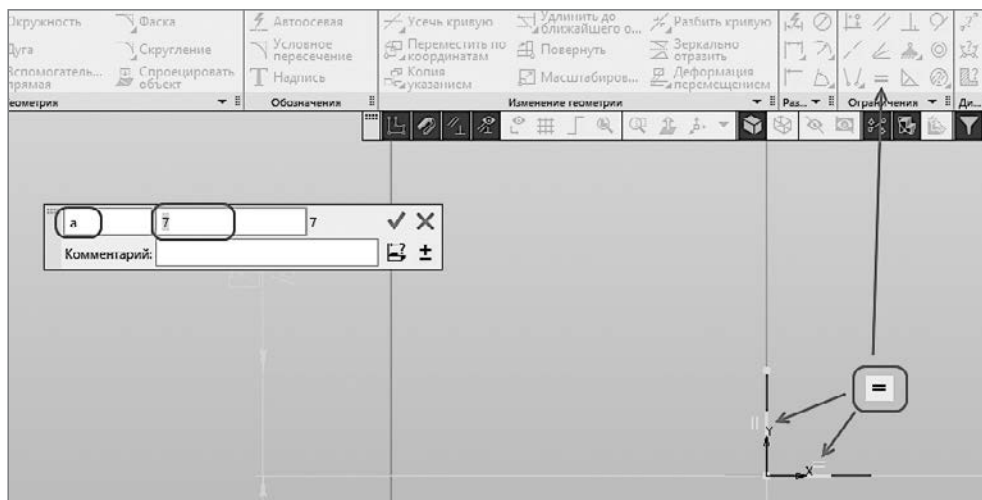 Окружность Фаска Автоосевая Усечь кривую Удлинить до ближайшего о... Разбить кривую
Дуга Скругление Условное пересечение Переместить по координатам Повернуть Зеркально отразить
Вспомогатель... прямая Спроецировать объект Надпись Копия указанием Масштабиров... Деформация перемещением
еометрия Обозначения Изменение геометрии Раз... Ограничения Ди...
a 7 7
Комментарий:
=
Y
X